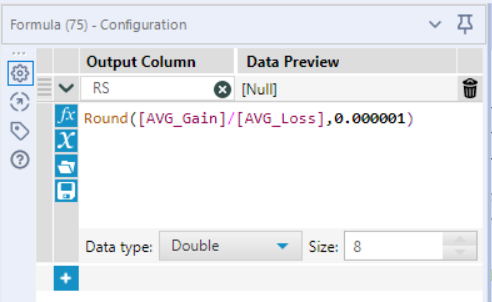 Formula (75) - Configuration
Output Column Data Preview
RS [Null]
fx Round([AVG_Gain]/[AVG_Loss],0.000001)
X
Data type: Double Size: 8